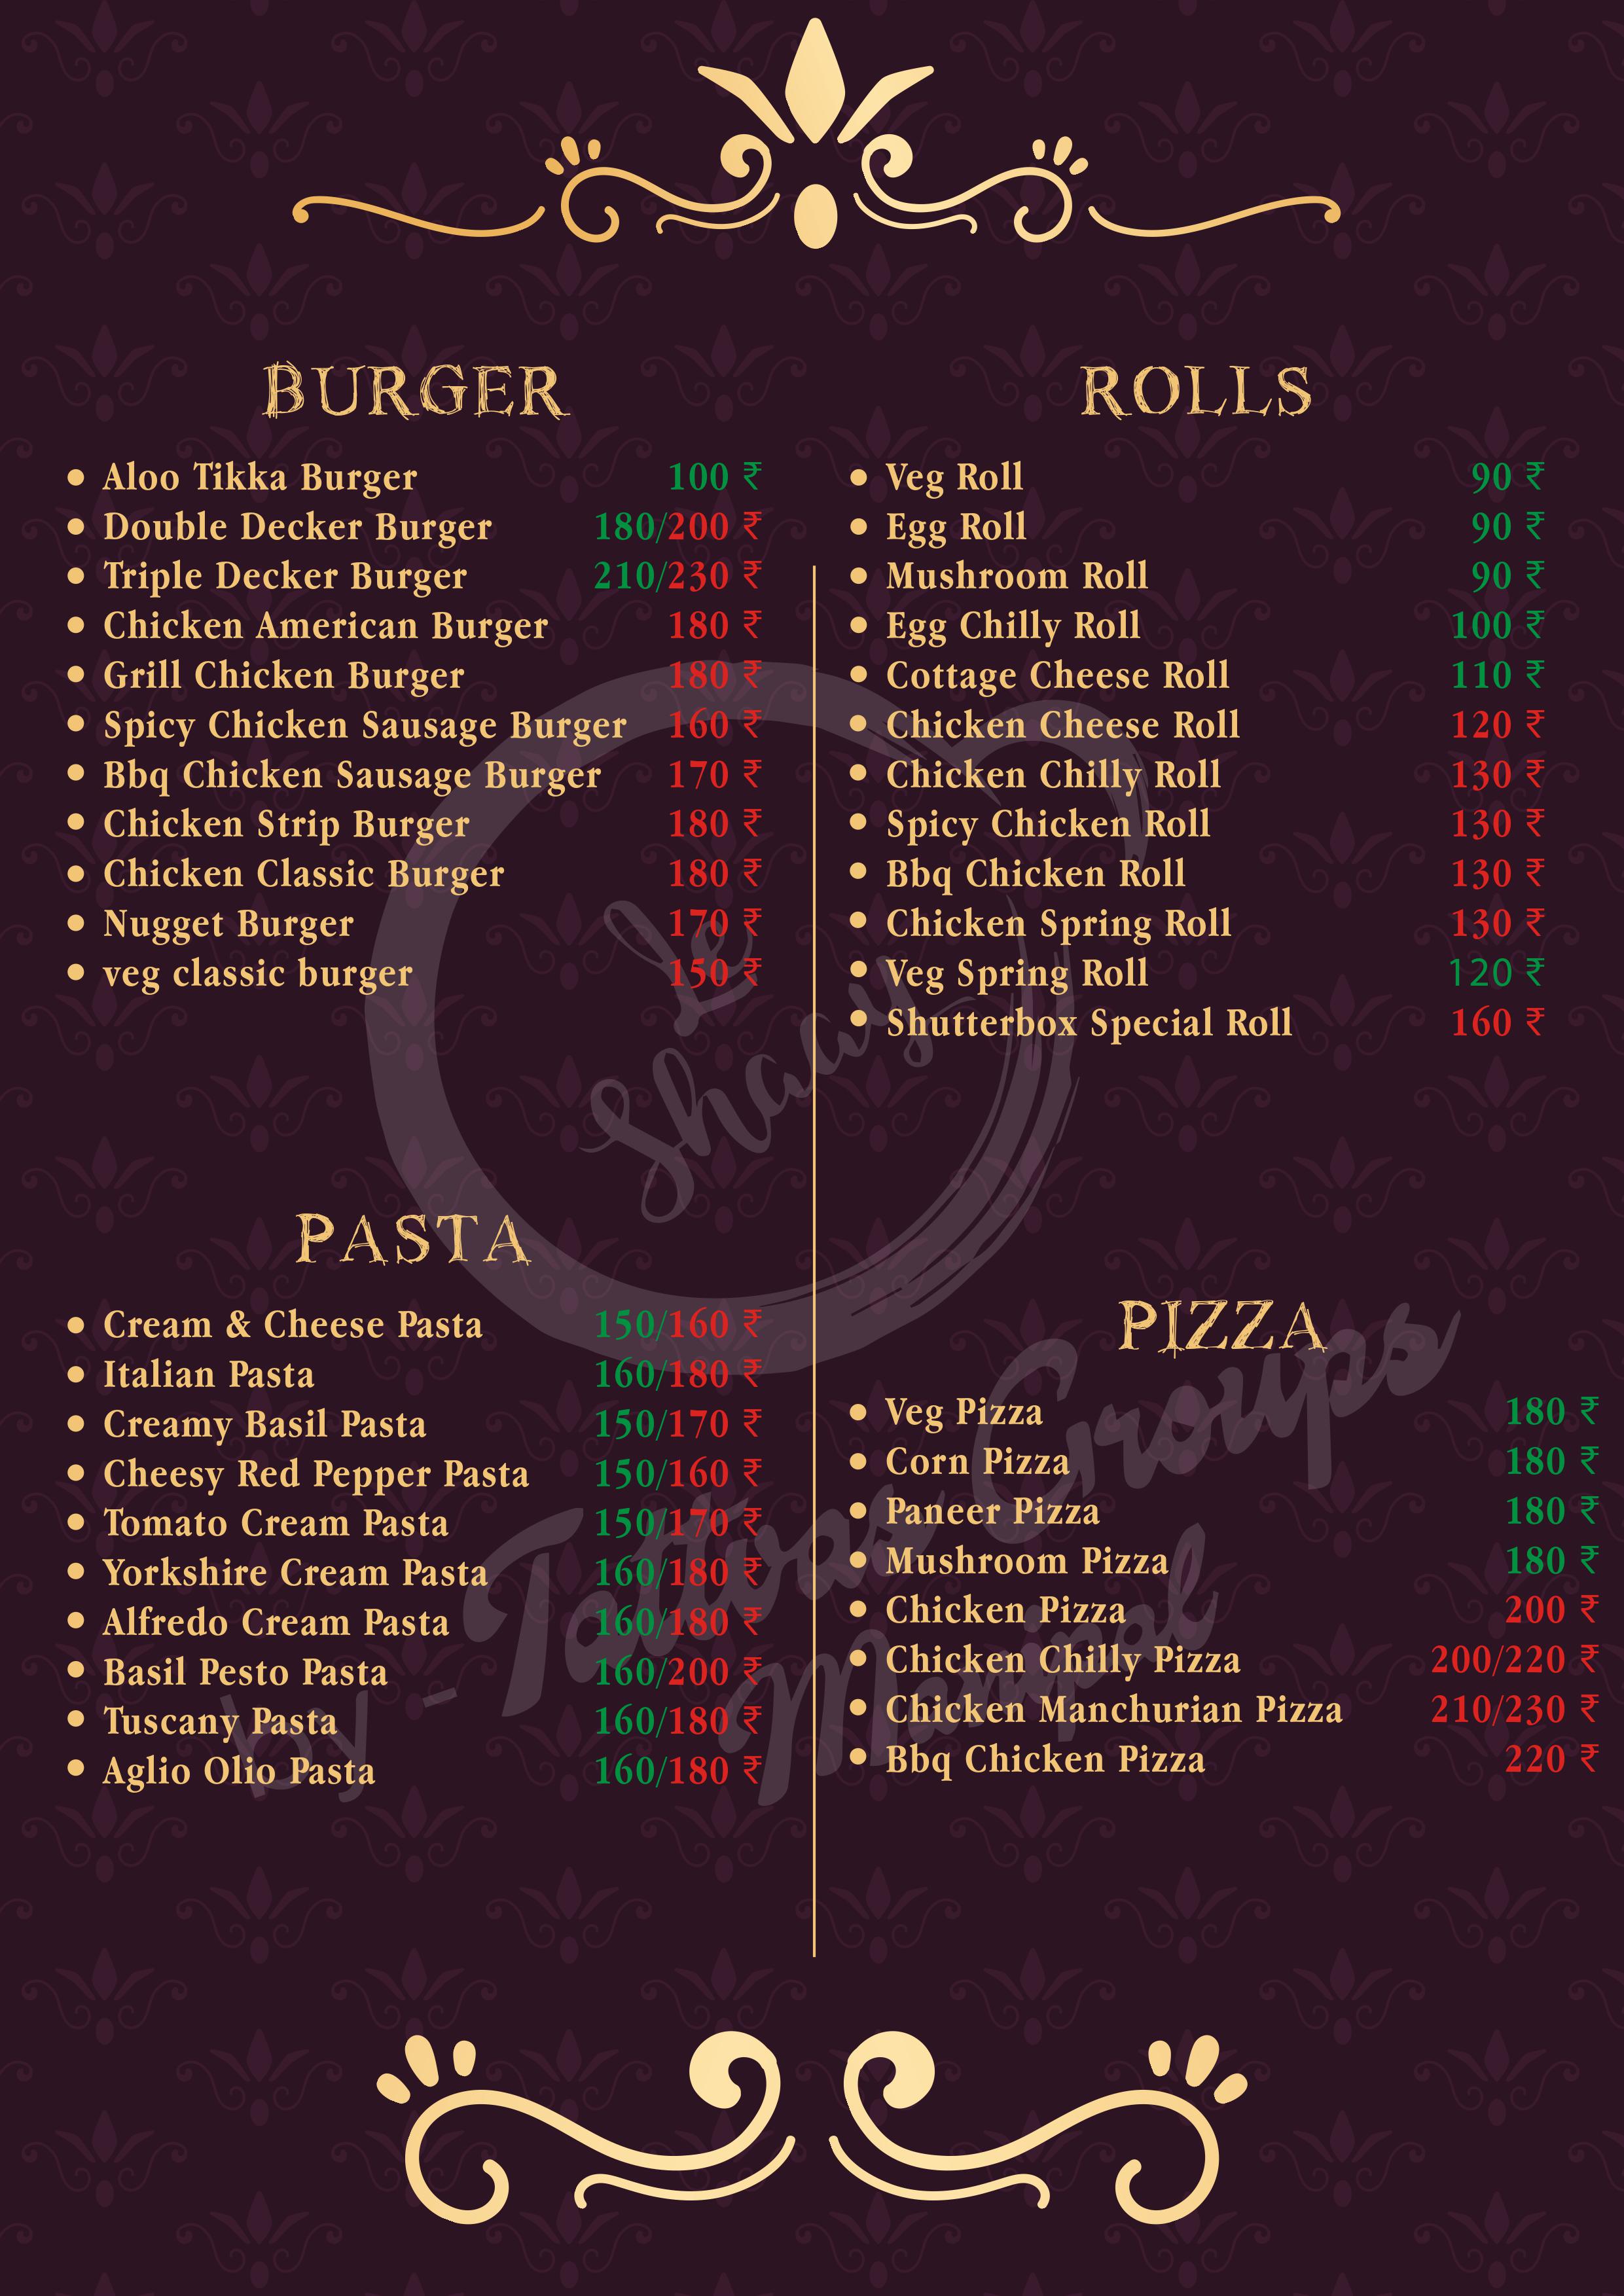 BURGER
• Aloo Tikka Burger 100 ₹
• Double Decker Burger 180/200 ₹
• Triple Decker Burger 210/230 ₹
• Chicken American Burger 180 ₹
• Grill Chicken Burger 180 ₹
• Spicy Chicken Sausage Burger 160 ₹
• Bbq Chicken Sausage Burger 170 ₹
• Chicken Strip Burger 180 ₹
• Chicken Classic Burger 180 ₹
• Nugget Burger 170 ₹
• veg classic burger 150 ₹
PASTA
• Cream & Cheese Pasta 150/160 ₹
• Italian Pasta 160/180 ₹
• Creamy Basil Pasta 150/170 ₹
• Cheesy Red Pepper Pasta 150/160 ₹
• Tomato Cream Pasta 150/170 ₹
• Yorkshire Cream Pasta 160/180 ₹
• Alfredo Cream Pasta 160/180 ₹
• Basil Pesto Pasta 160/200 ₹
• Tuscany Pasta 160/180 ₹
• Aglio Olio Pasta 160/180 ₹
ROLLS
• Veg Roll 90 ₹
• Egg Roll 90 ₹
• Mushroom Roll 90 ₹
• Egg Chilly Roll 100 ₹
• Cottage Cheese Roll 110 ₹
• Chicken Cheese Roll 120 ₹
• Chicken Chilly Roll 130 ₹
• Spicy Chicken Roll 130 ₹
• Bbq Chicken Roll 130 ₹
• Chicken Spring Roll 130 ₹
• Veg Spring Roll 120 ₹
• Shutterbox Special Roll 160 ₹
PIZZA
• Veg Pizza 180 ₹
• Corn Pizza 180 ₹
• Paneer Pizza 180 ₹
• Mushroom Pizza 180 ₹
• Chicken Pizza 200 ₹
• Chicken Chilly Pizza 200/220 ₹
• Chicken Manchurian Pizza 210/230 ₹
• Bbq Chicken Pizza 220 ₹
Le
Shawy
by - Tattvas Groups
Manipal